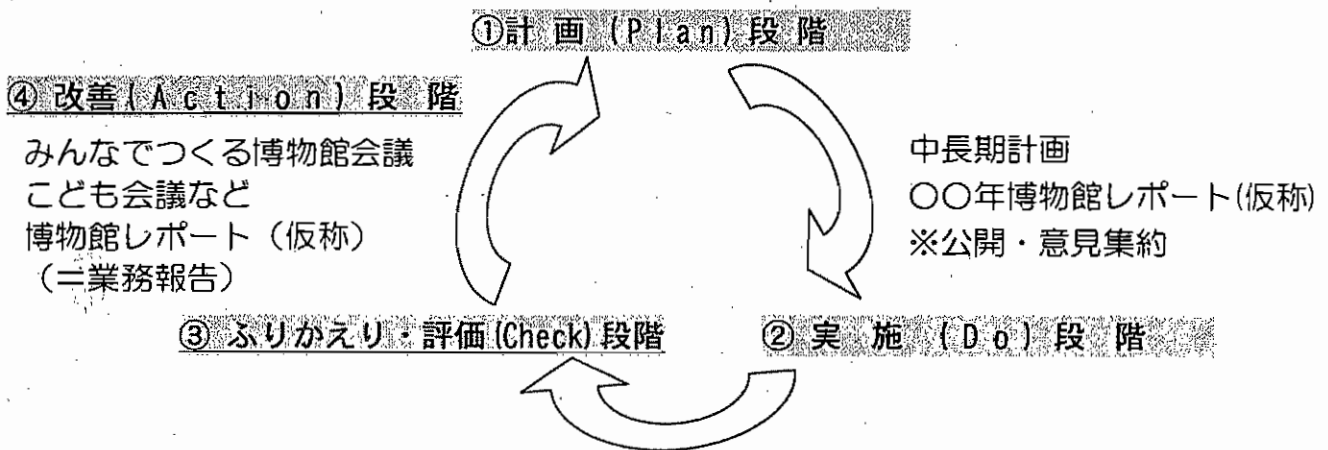 ①計画(Plan)段階
④改善(Action)段階
みんなでつくる博物館会議
こども会議など
博物館レポート（仮称）
（＝業務報告）
中長期計画
〇〇年博物館レポート(仮称)
※公開・意見集約
③ふりかえり・評価(Check)段階
②実施(Do)段階